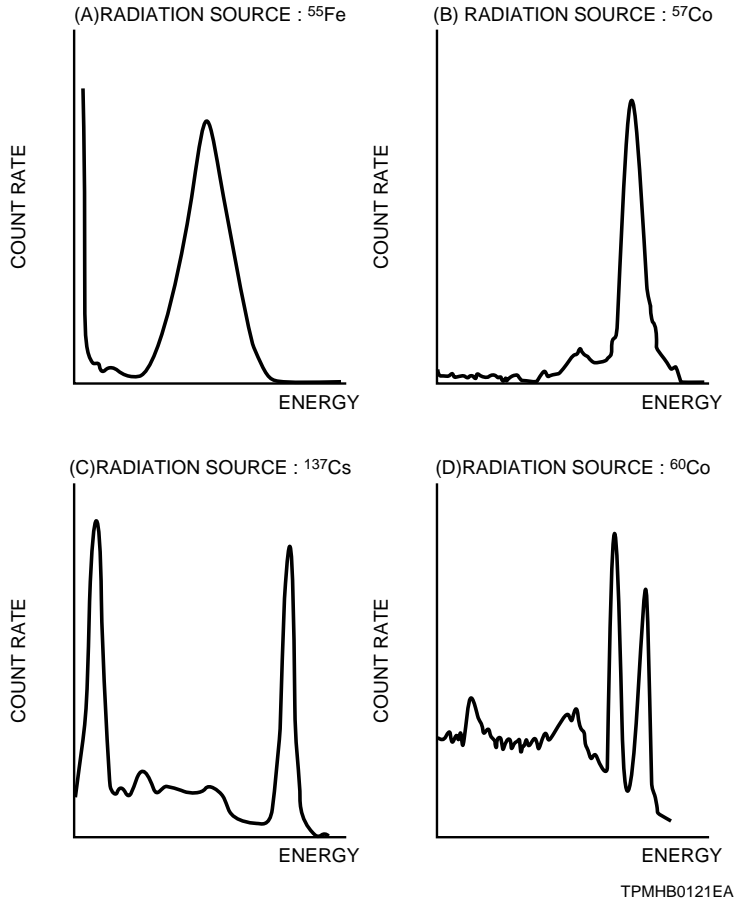 (A)RADIATION SOURCE : ⁵⁵Fe
(B) RADIATION SOURCE : ⁵⁷Co
COUNT RATE
COUNT RATE
ENERGY
ENERGY
(C)RADIATION SOURCE : ¹³⁷Cs
(D)RADIATION SOURCE : ⁶⁰Co
COUNT RATE
COUNT RATE
ENERGY
ENERGY
TPMHB0121EA